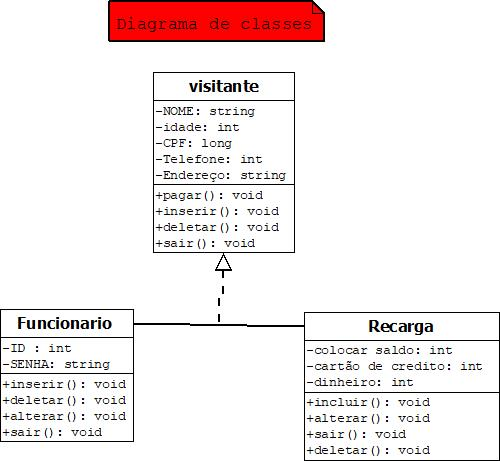 Diagrama de classes
visitante
-NOME: string
-idade: int
-CPF: long
-Telefone: int
-Endereço: string
+pagar(): void
+inserir(): void
+deletar(): void
+sair(): void
Funcionario
-ID : int
-SENHA: string
+inserir(): void
+deletar(): void
+alterar(): void
+sair(): void
Recarga
-colocar saldo: int
-cartão de credito: int
-dinheiro: int
+incluir(): void
+alterar(): void
+sair(): void
+deletar(): void